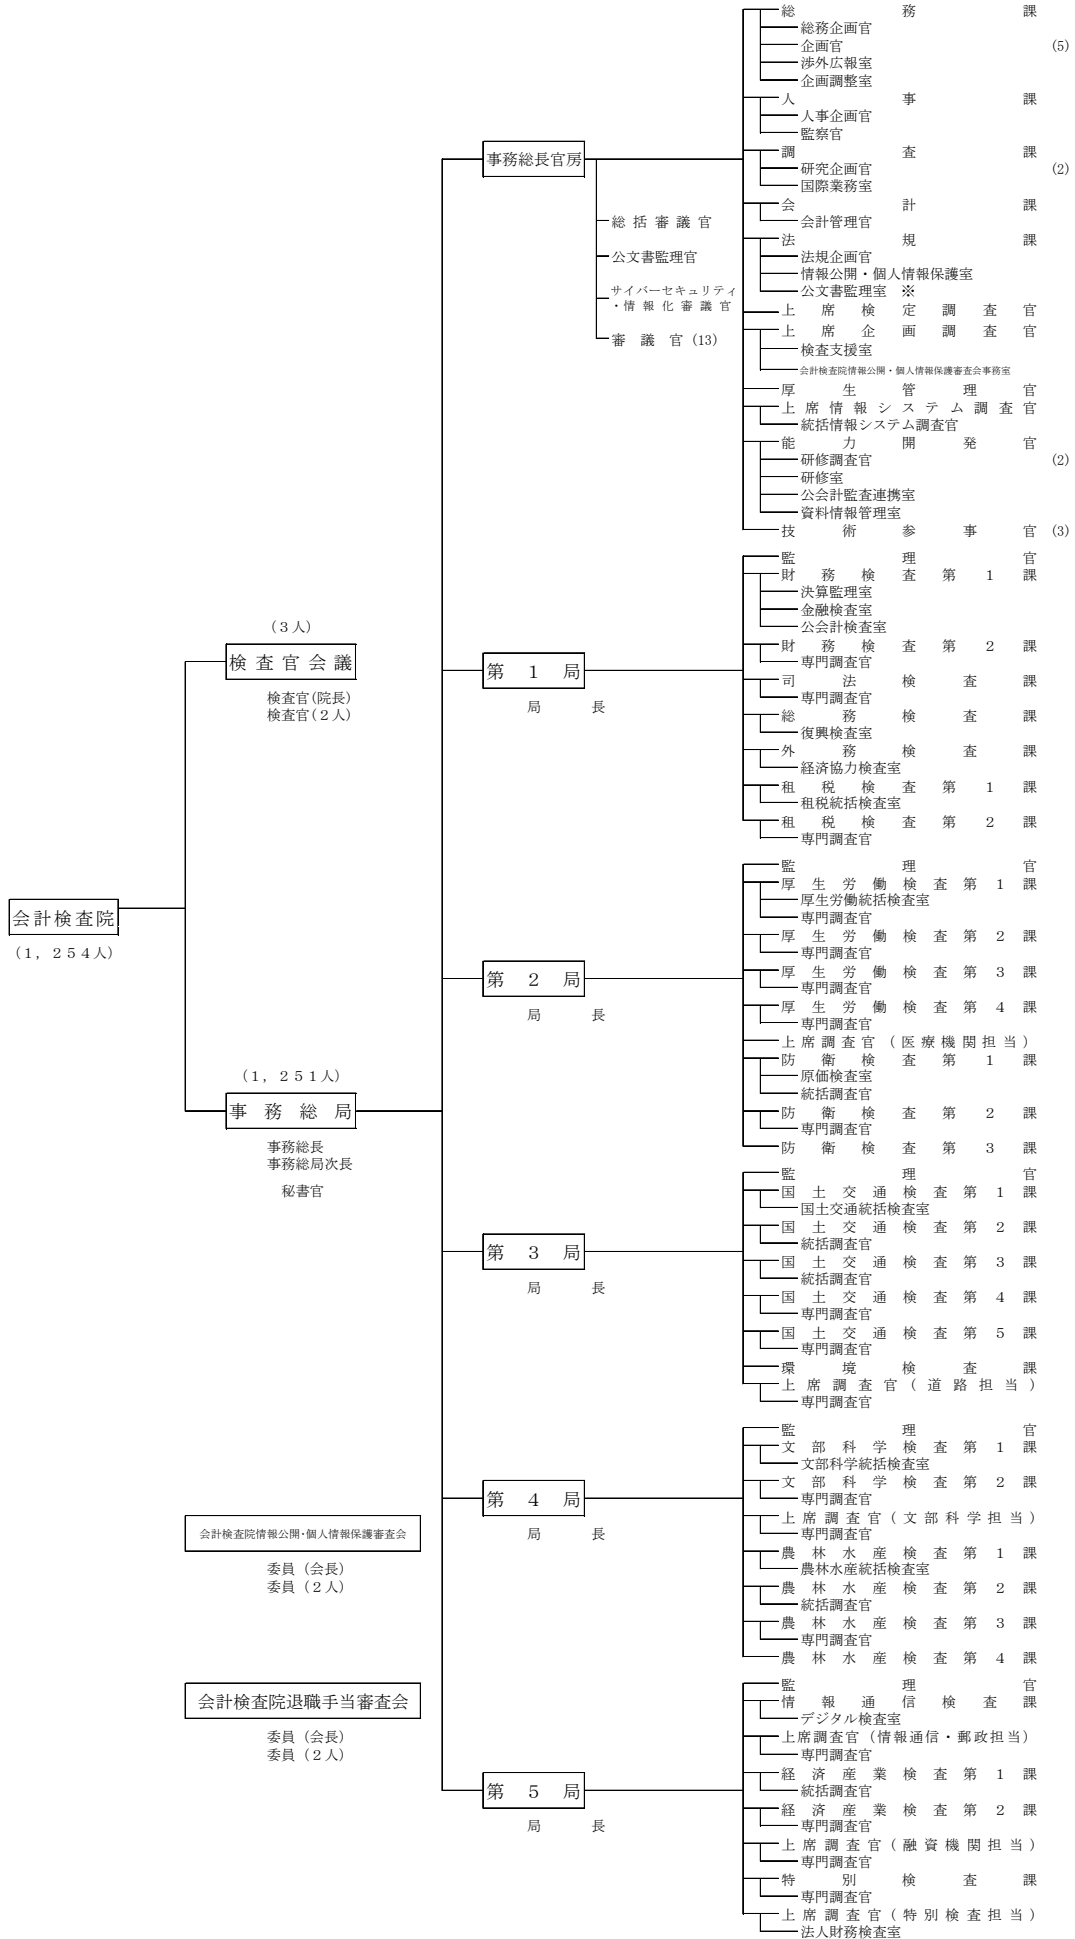 会計検査院
（1，254人）
（3人）
検査官会議
検査官(院長)
検査官(2人)
（1，251人）
事務総局
事務総長
事務総局次長
秘書官
会計検査院情報公開・個人情報保護審査会
委員（会長）
委員（2人）
会計検査院退職手当審査会
委員（会長）
委員（2人）
事務総長官房
総括審議官
公文書監理官
サイバーセキュリティ
・情報化審議官
審議官(13)
総務課
総務企画官
企画官 (5)
渉外広報室
企画調整室
人事課
人事企画官
監察官
調査課
研究企画官 (2)
国際業務室
会計課
会計管理官
法規課
法規企画官
情報公開・個人情報保護室
公文書監理室 ※
上席検定調査官
上席企画調査官
検査支援室
会計検査院情報公開・個人情報保護審査会事務室
厚生管理官
上席情報システム調査官
統括情報システム調査官
能力開発官
研修調査官 (2)
研修室
公会計監査連携室
資料情報管理室
技術参事官 (3)
第1局
局長
監理官
財務検査第1課
決算監理室
金融検査室
公会計検査室
財務検査第2課
専門調査官
司法検査課
専門調査官
総務検査課
復興検査室
外務検査課
経済協力検査室
租税検査第1課
租税統括検査室
租税検査第2課
専門調査官
第2局
局長
監理官
厚生労働検査第1課
厚生労働統括検査室
専門調査官
厚生労働検査第2課
専門調査官
厚生労働検査第3課
専門調査官
厚生労働検査第4課
専門調査官
上席調査官（医療機関担当）
防衛検査第1課
原価検査室
統括調査官
防衛検査第2課
専門調査官
防衛検査第3課
第3局
局長
監理官
国土交通検査第1課
国土交通統括検査室
国土交通検査第2課
統括調査官
国土交通検査第3課
統括調査官
国土交通検査第4課
専門調査官
国土交通検査第5課
専門調査官
環境検査課
上席調査官（道路担当）
専門調査官
第4局
局長
監理官
文部科学検査第1課
文部科学統括検査室
文部科学検査第2課
専門調査官
上席調査官（文部科学担当）
専門調査官
農林水産検査第1課
農林水産統括検査室
農林水産検査第2課
統括調査官
農林水産検査第3課
専門調査官
農林水産検査第4課
第5局
局長
監理官
情報通信検査課
デジタル検査室
上席調査官（情報通信・郵政担当）
専門調査官
経済産業検査第1課
統括調査官
経済産業検査第2課
専門調査官
上席調査官（融資機関担当）
専門調査官
特別検査課
専門調査官
上席調査官（特別検査担当）
法人財務検査室